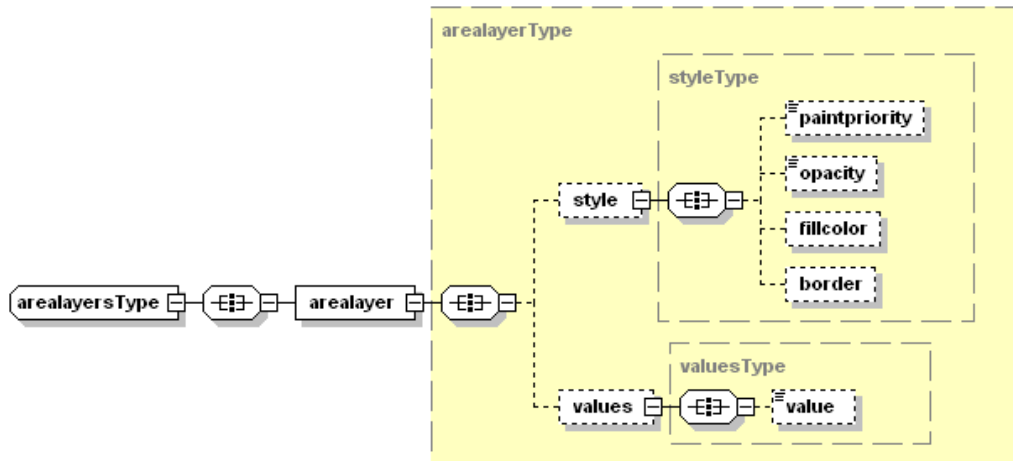 arealayerType
styleType
paintpriority
opacity
style
fillcolor
border
arealayersType
arealayer
valuesType
values
value